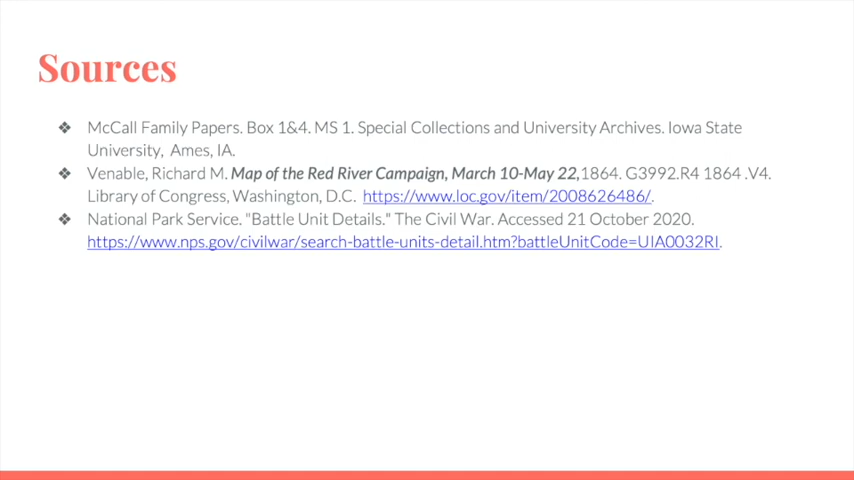 Sources
❖ McCall Family Papers. Box 1&4. MS 1. Special Collections and University Archives. Iowa State
University, Ames, IA.
❖ Venable, Richard M. Map of the Red River Campaign, March 10-May 22,1864. G3992.R4 1864 .V4.
Library of Congress, Washington, D.C. https://www.loc.gov/item/2008626486/.
❖ National Park Service. "Battle Unit Details." The Civil War. Accessed 21 October 2020.
https://www.nps.gov/civilwar/search-battle-units-detail.htm?battleUnitCode=UIA0032RI.